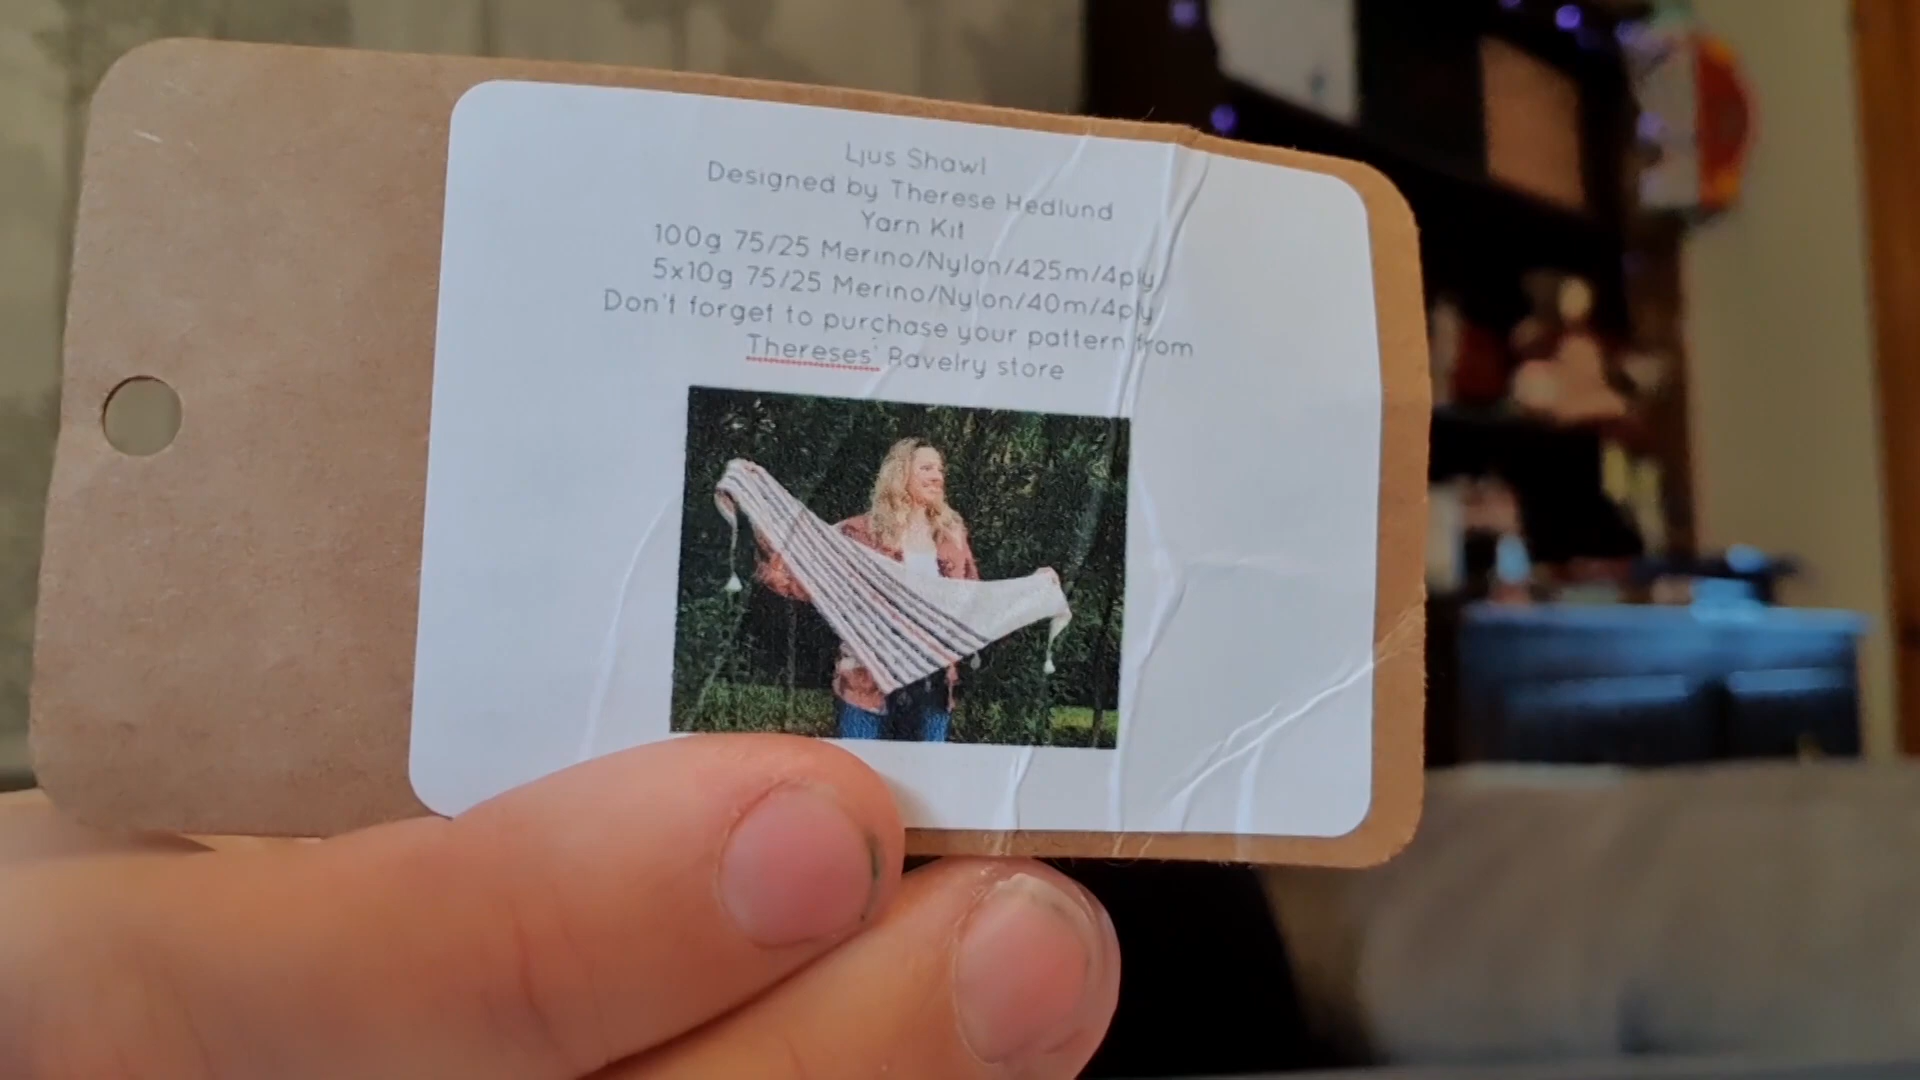 Ljus Shawl
Designed by Therese Hedlund
Yarn Kit
100g 75/25 Merino/Nylon/425m/4ply
5x10g 75/25 Merino/Nylon/40m/4ply
Don't forget to purchase your pattern from
Thereses' Ravelry store